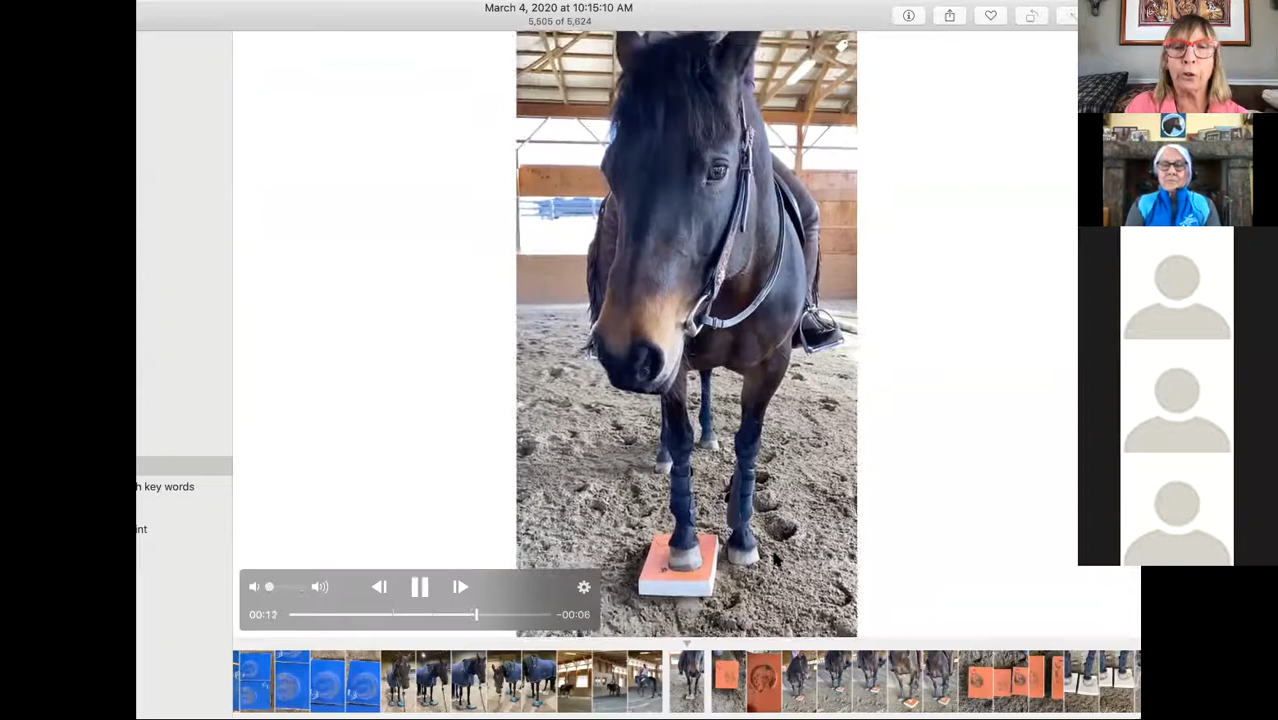 March 4, 2020 at 10:15:10 AM
5,505 of 5,624
h key words
int
00:12
−00:06